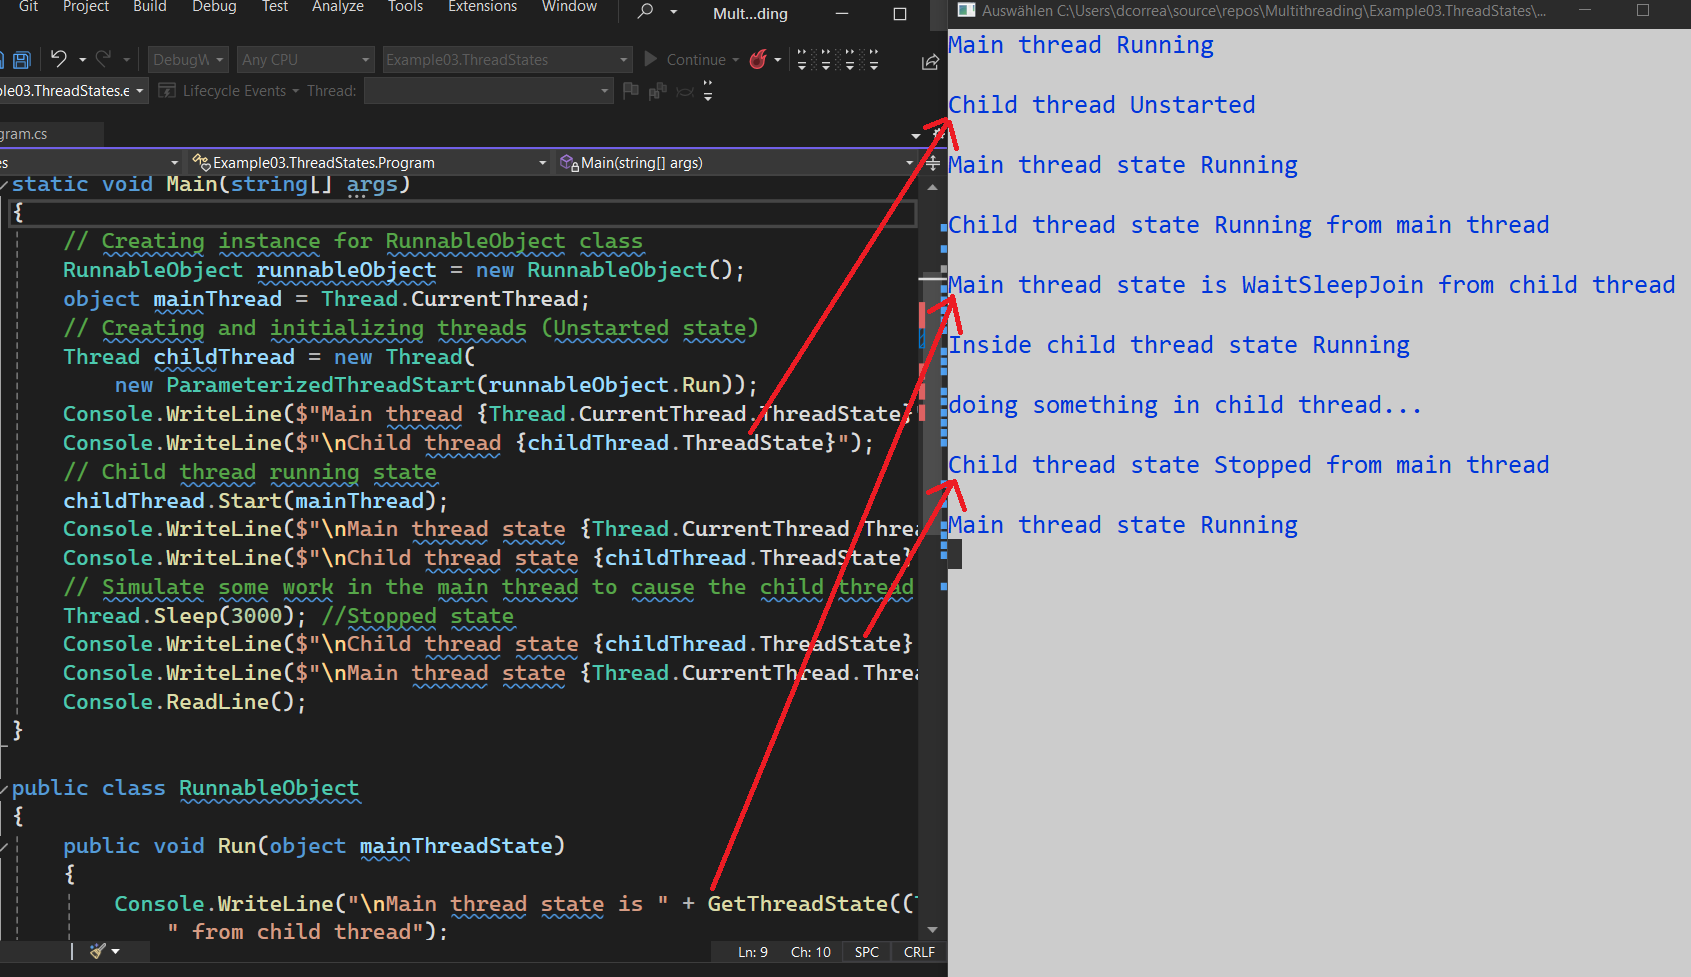 Git Project Build Debug Test Analyze Tools Extensions Window Mult...ding
DebugW Any CPU Example03.ThreadStates Continue
le03.ThreadStates.e Lifecycle Events Thread:
gram.cs
es Example03.ThreadStates.Program Main(string[] args)
static void Main(string[] args)
{
// Creating instance for RunnableObject class
RunnableObject runnableObject = new RunnableObject();
object mainThread = Thread.CurrentThread;
// Creating and initializing threads (Unstarted state)
Thread childThread = new Thread(
new ParameterizedThreadStart(runnableObject.Run));
Console.WriteLine($"Main thread {Thread.CurrentThread.ThreadState}"
Console.WriteLine($"\nChild thread {childThread.ThreadState}");
// Child thread running state
childThread.Start(mainThread);
Console.WriteLine($"\nMain thread state {Thread.CurrentThread.Threa
Console.WriteLine($"\nChild thread state {childThread.ThreadState}
// Simulate some work in the main thread to cause the child thread
Thread.Sleep(3000); //Stopped state
Console.WriteLine($"\nChild thread state {childThread.ThreadState}
Console.WriteLine($"\nMain thread state {Thread.CurrentThread.Threa
Console.ReadLine();
}
public class RunnableObject
{
public void Run(object mainThreadState)
{
Console.WriteLine("\nMain thread state is " + GetThreadState((T
" from child thread");
Ln: 9 Ch: 10 SPC CRLF
Auswählen C:\Users\dcorrea\source\repos\Multithreading\Example03.ThreadStates\...
Main thread Running
Child thread Unstarted
Main thread state Running
Child thread state Running from main thread
Main thread state is WaitSleepJoin from child thread
Inside child thread state Running
doing something in child thread...
Child thread state Stopped from main thread
Main thread state Running